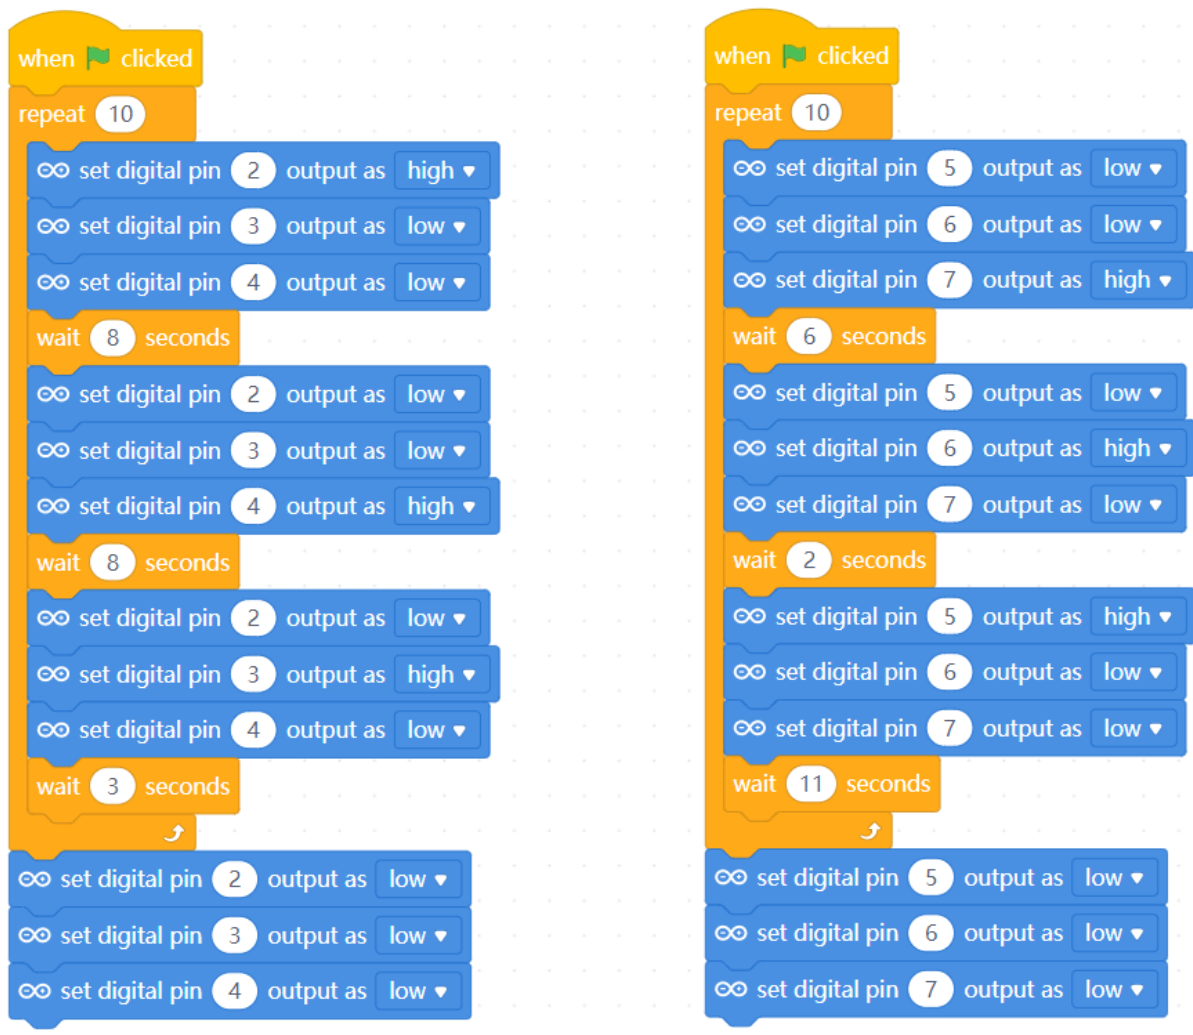 when clicked
repeat 10
set digital pin 2 output as high
set digital pin 3 output as low
set digital pin 4 output as low
wait 8 seconds
set digital pin 2 output as low
set digital pin 3 output as low
set digital pin 4 output as high
wait 8 seconds
set digital pin 2 output as low
set digital pin 3 output as high
set digital pin 4 output as low
wait 3 seconds
set digital pin 2 output as low
set digital pin 3 output as low
set digital pin 4 output as low
when clicked
repeat 10
set digital pin 5 output as low
set digital pin 6 output as low
set digital pin 7 output as high
wait 6 seconds
set digital pin 5 output as low
set digital pin 6 output as high
set digital pin 7 output as low
wait 2 seconds
set digital pin 5 output as high
set digital pin 6 output as low
set digital pin 7 output as low
wait 11 seconds
set digital pin 5 output as low
set digital pin 6 output as low
set digital pin 7 output as low